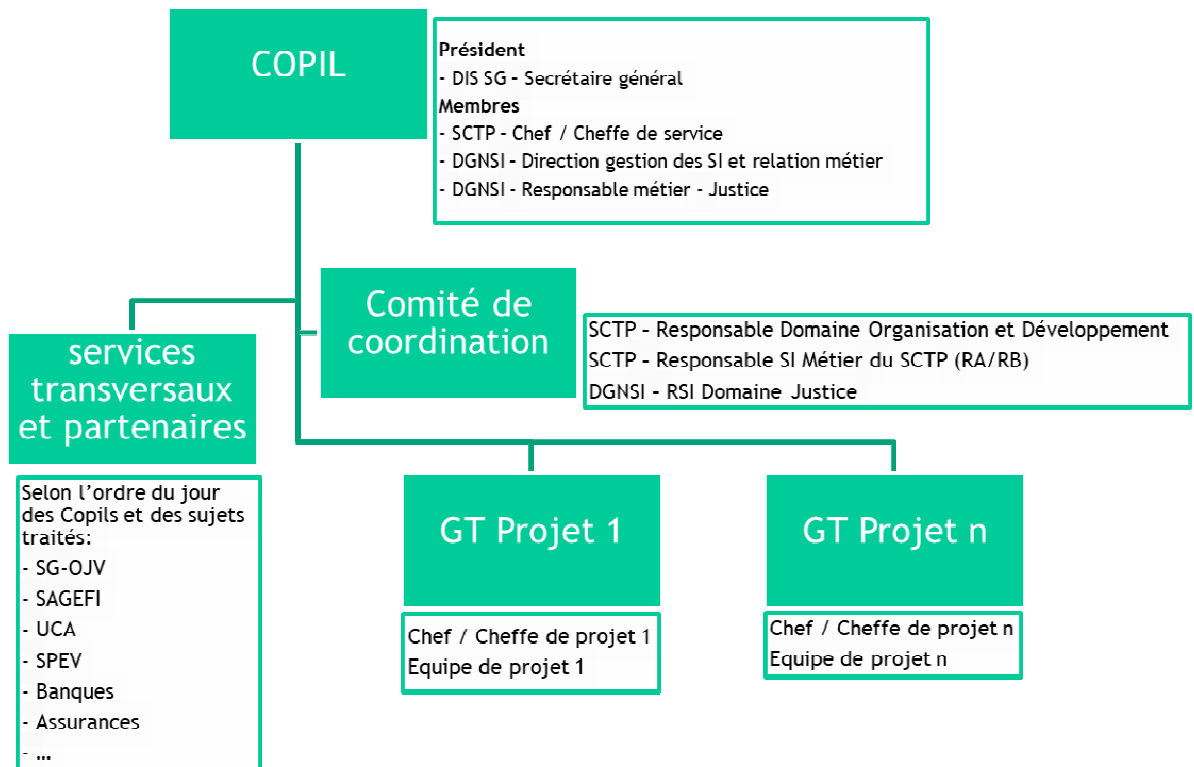 COPIL
Président
- DIS SG - Secrétaire général
Membres
- SCTP - Chef / Cheffe de service
- DGNSI - Direction gestion des SI et relation métier
- DGNSI - Responsable métier - Justice
Comité de
coordination
SCTP - Responsable Domaine Organisation et Développement
SCTP - Responsable SI Métier du SCTP (RA/RB)
DGNSI - RSI Domaine Justice
services
transversaux
et partenaires
Selon l'ordre du jour
des Copils et des sujets
traités:
- SG-OJV
- SAGEFI
- UCA
- SPEV
- Banques
- Assurances
- ...
GT Projet 1
Chef / Cheffe de projet 1
Equipe de projet 1
GT Projet n
Chef / Cheffe de projet n
Equipe de projet n